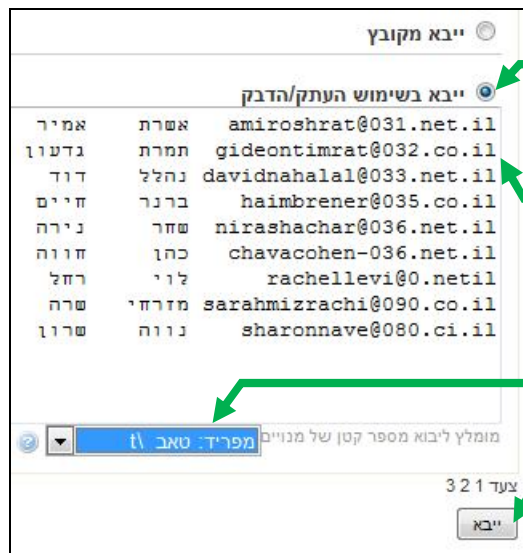 ייבא מקובץ
ייבא בשימוש העתק/הדבק
amiroshrat@031.net.il אשרת אמיר
gideontimrat@032.co.il תמרת גדעון
davidnahalal@033.net.il נהלל דוד
haimbrener@035.co.il ברנר חיים
nirashachar@036.net.il שחר נירה
chavacohen-036.net.il כהן חווה
rachellevi@0.netil לוי רחל
sarahmizrachi@090.co.il מזרחי שרה
sharonnave@080.ci.il נווה שרון
מומלץ ליבוא מספר קטן של מנויים מפריד: טאב \t
צעד 1 2 3
ייבא